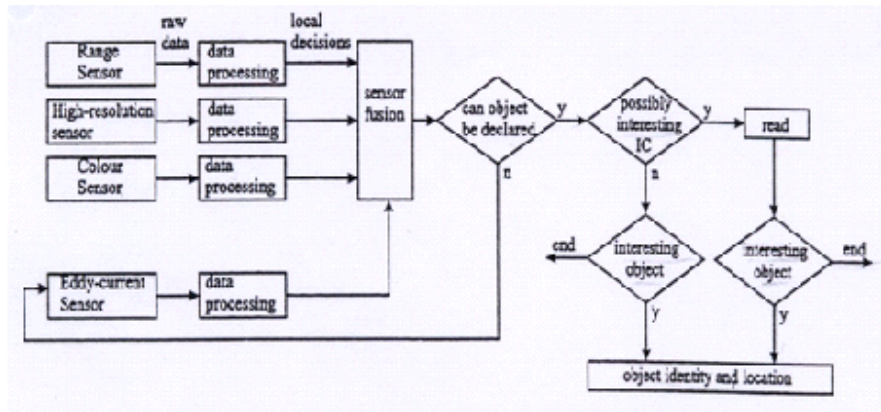 raw
data
local
decisions
Range
Sensor
data
processing
High-resolution
sensor
data
processing
Colour
Sensor
data
processing
sensor
fusion
can object
be declared
y
n
possibly
interesting
IC
y
n
read
end
interesting
object
y
interesting
object
end
y
Eddy-current
Sensor
data
processing
object identity and location